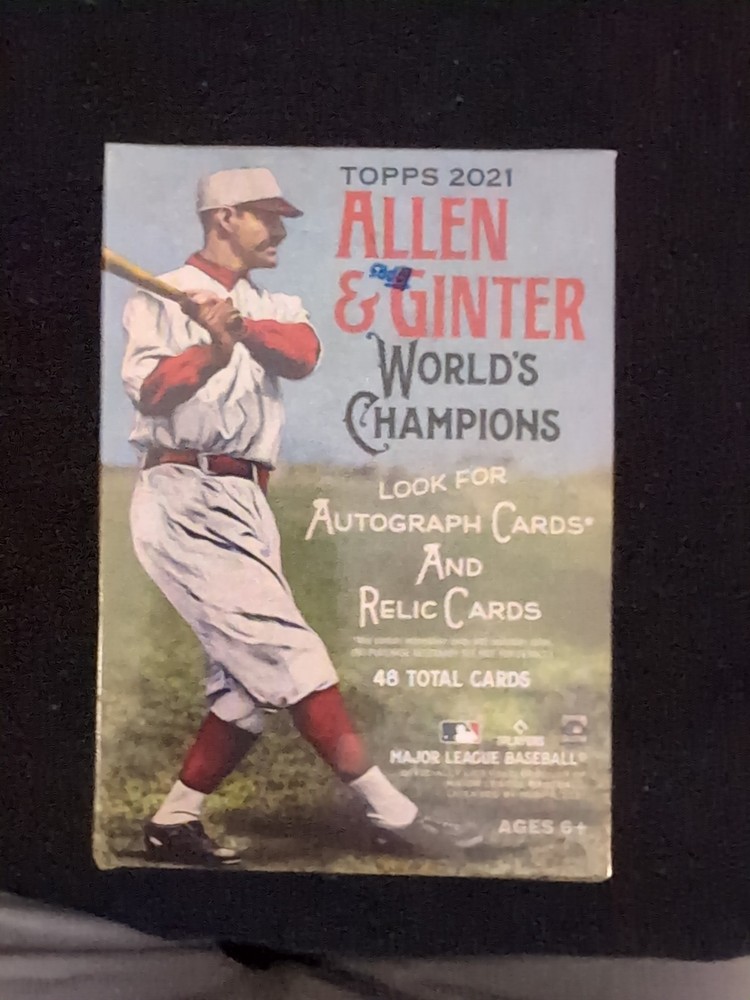 TOPPS 2021
ALLEN
& GINTER
WORLD'S
CHAMPIONS
LOOK FOR
AUTOGRAPH CARDS*
AND
RELIC CARDS
48 TOTAL CARDS
MAJOR LEAGUE BASEBALL®
AGES 6+